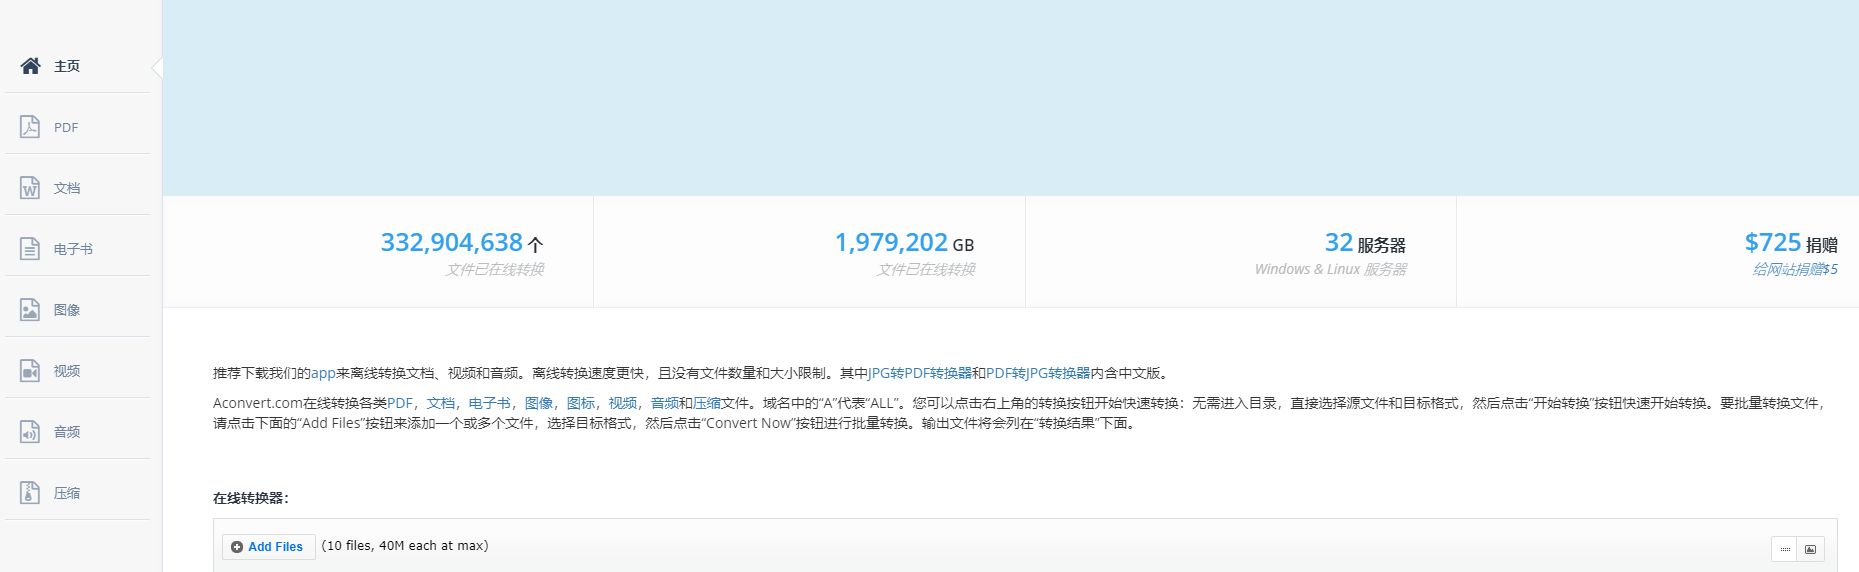 主页
PDF
文档
电子书
图像
视频
音频
压缩
332,904,638 个
文件已在线转换
1,979,202 GB
文件已在线转换
32 服务器
Windows & Linux 服务器
$725 捐赠
给网站捐赠$5
推荐下载我们的app来离线转换文档、视频和音频。离线转换速度更快，且没有文件数量和大小限制。其中JPG转PDF转换器和PDF转JPG转换器内含中文版。
Aconvert.com在线转换各类PDF，文档，电子书，图像，图标，视频，音频和压缩文件。域名中的“A”代表“ALL”。您可以点击右上角的转换按钮开始快速转换：无需进入目录，直接选择源文件和目标格式，然后点击“开始转换”按钮快速开始转换。要批量转换文件，
请点击下面的“Add Files”按钮来添加一个或多个文件，选择目标格式，然后点击“Convert Now”按钮进行批量转换。输出文件将会列在“转换结果”下面。
在线转换器：
Add Files (10 files, 40M each at max)